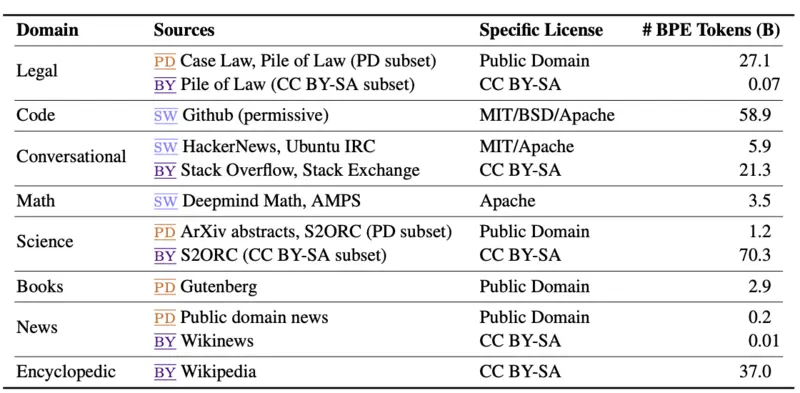 Domain Sources Specific License # BPE Tokens (B)
Legal PD Case Law, Pile of Law (PD subset) Public Domain 27.1
BY Pile of Law (CC BY-SA subset) CC BY-SA 0.07
Code SW Github (permissive) MIT/BSD/Apache 58.9
Conversational SW HackerNews, Ubuntu IRC MIT/Apache 5.9
BY Stack Overflow, Stack Exchange CC BY-SA 21.3
Math SW Deepmind Math, AMPS Apache 3.5
Science PD ArXiv abstracts, S2ORC (PD subset) Public Domain 1.2
BY S2ORC (CC BY-SA subset) CC BY-SA 70.3
Books PD Gutenberg Public Domain 2.9
News PD Public domain news Public Domain 0.2
BY Wikinews CC BY-SA 0.01
Encyclopedic BY Wikipedia CC BY-SA 37.0